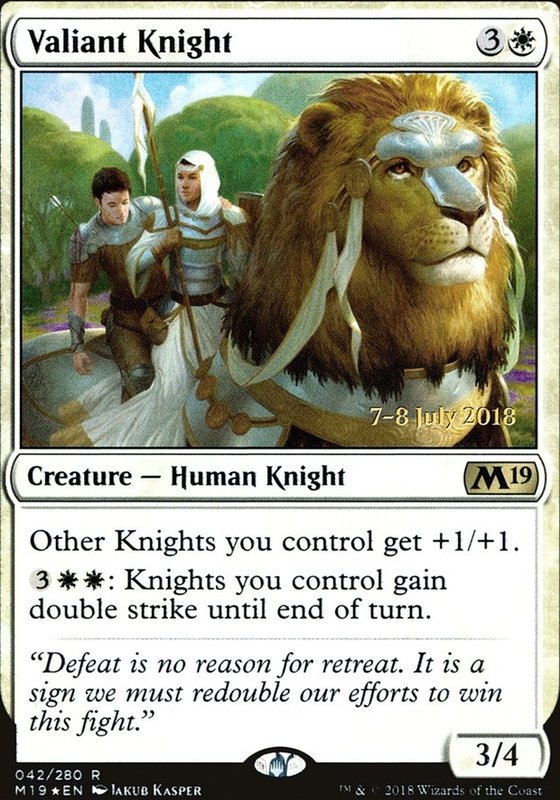 Valiant Knight 3
7-8 July 2018
Creature — Human Knight M19
Other Knights you control get +1/+1.
3: Knights you control gain
double strike until end of turn.
“Defeat is no reason for retreat. It is a
sign we must redouble our efforts to win
this fight.”
3/4
042/280 R
M19★EN Jakub Kasper ™ & © 2018 Wizards of the Coast